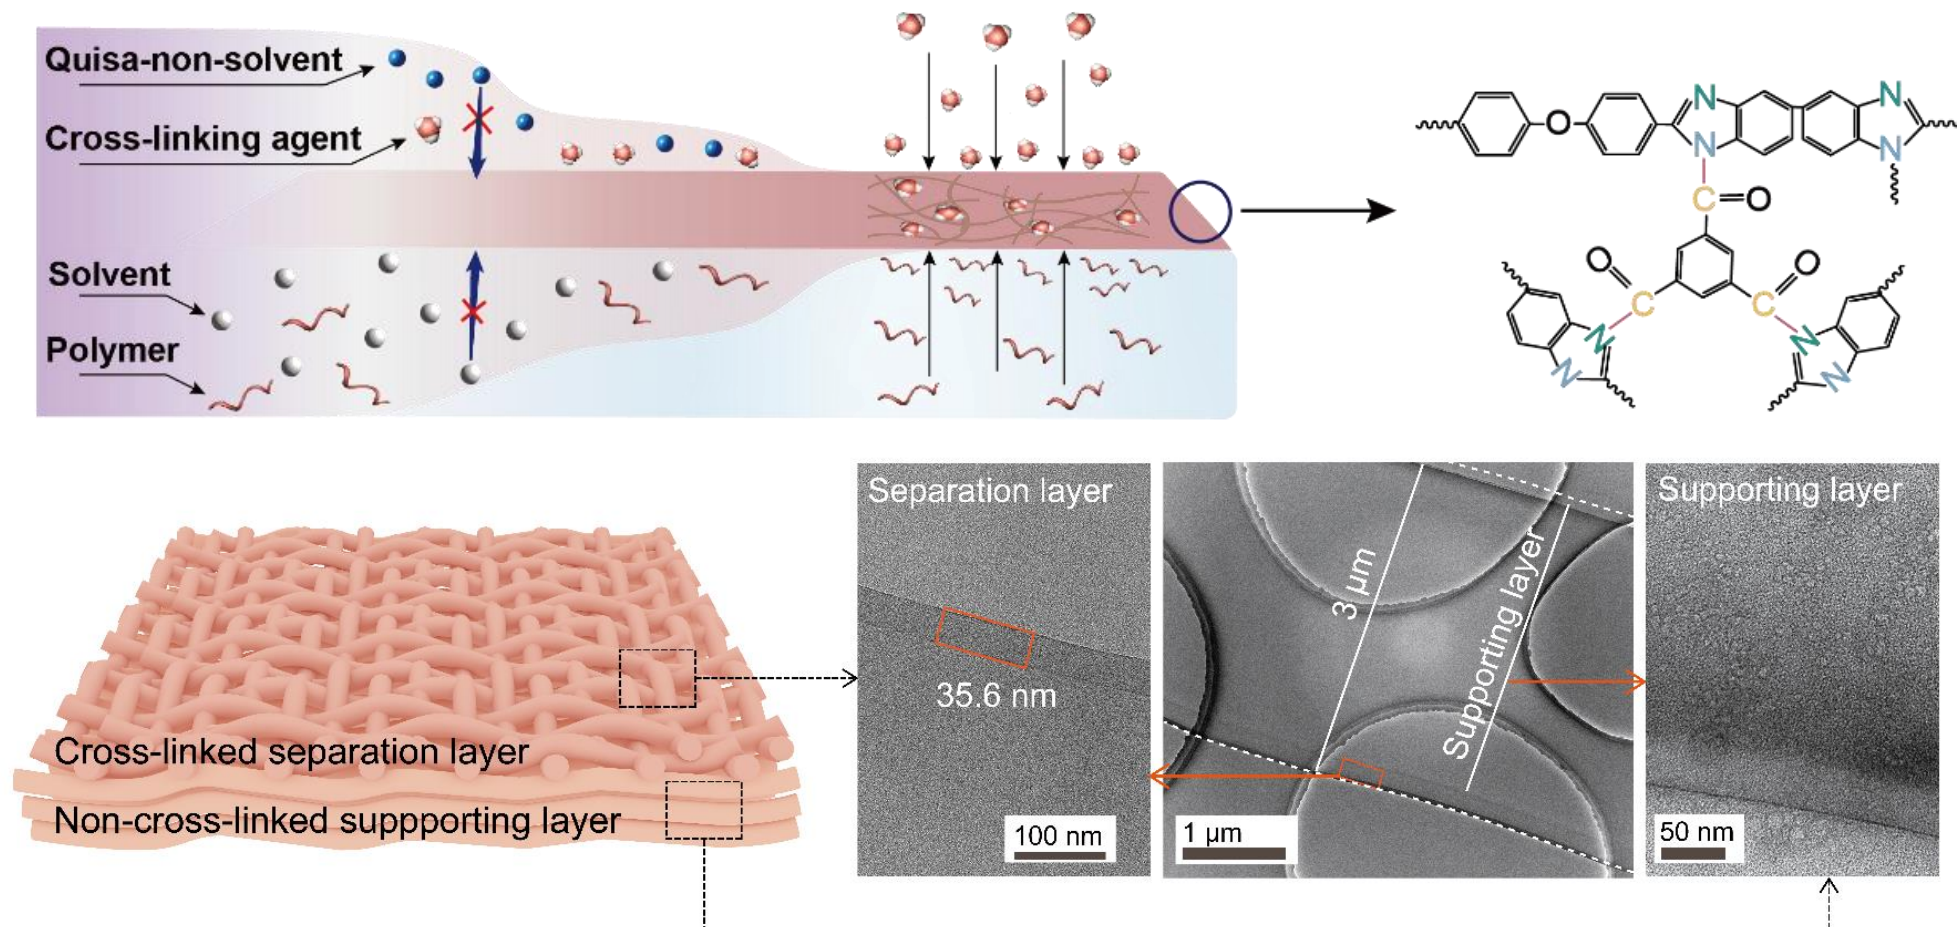 Quisa-non-solvent
Cross-linking agent
Solvent
Polymer
N
N
O
N
N
C=O
O
O
C
C
N
N
N
N
Cross-linked separation layer
Non-cross-linked suppporting layer
Separation layer
35.6 nm
100 nm
3 μm
Supporting layer
1 μm
Supporting layer
50 nm